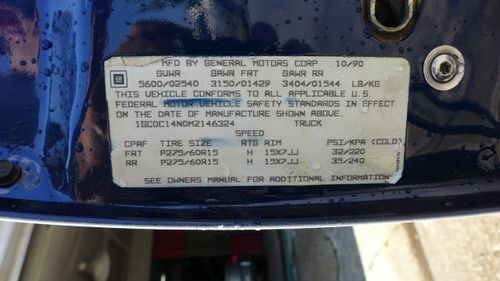 MFD BY GENERAL MOTORS CORP 10/90
GM GVWR GAWR FRT GAWR RR
5600/02540 3150/01429 3404/01544 LB/KG
THIS VEHICLE CONFORMS TO ALL APPLICABLE U.S.
FEDERAL MOTOR VEHICLE SAFETY STANDARDS IN EFFECT
ON THE DATE OF MANUFACTURE SHOWN ABOVE.
1GCDC14N0MZ146324 TRUCK
SPEED
CPAF TIRE SIZE RTG RIM PSI/KPA (COLD)
FRT P275/60R15 H 15X7JJ 32/220
RR P275/60R15 H 15X7JJ 35/240
SEE OWNERS MANUAL FOR ADDITIONAL INFORMATION